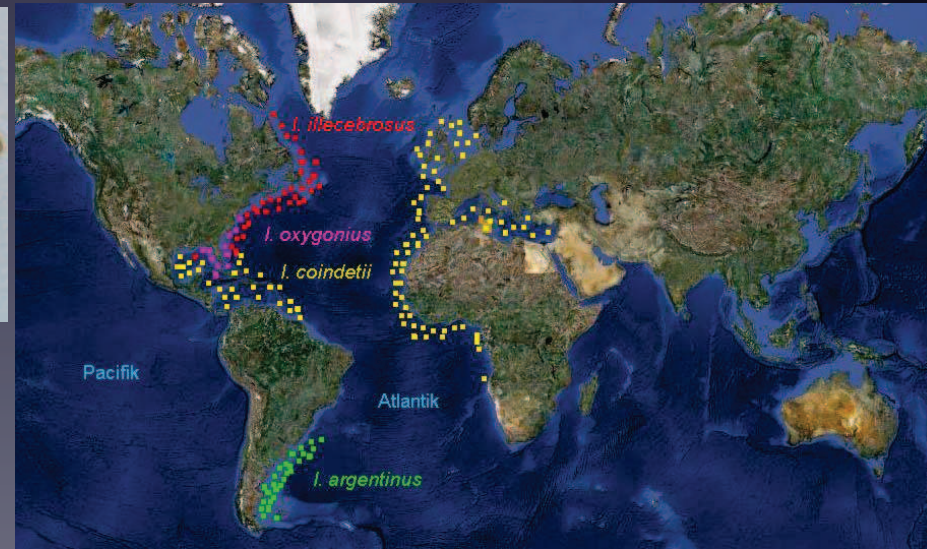 I. illecebrosus
I. oxygonius
I. coindetii
Pacifik
Atlantik
I. argentinus